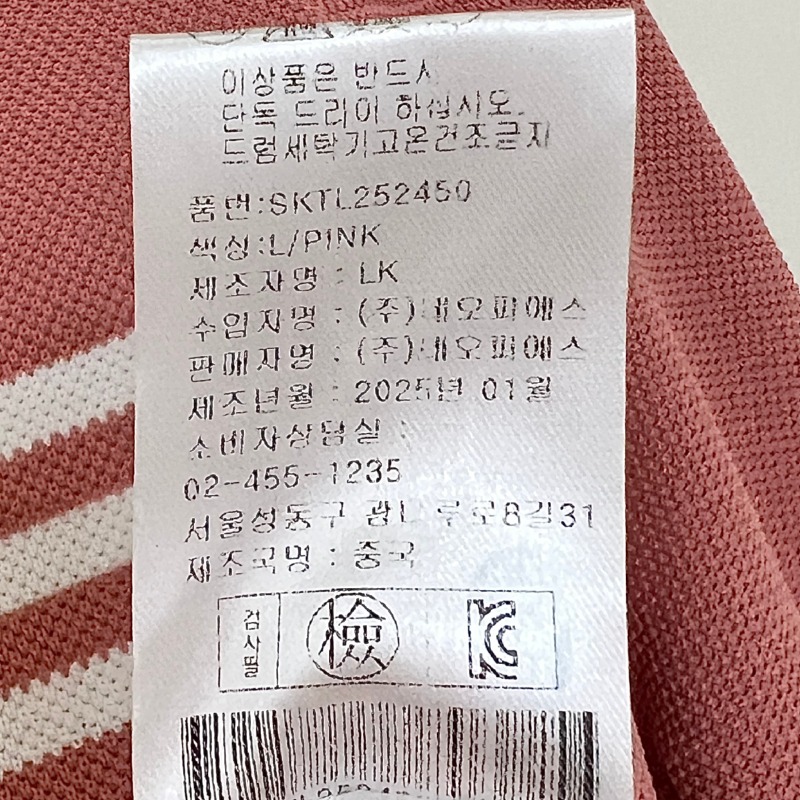 이상품은 반드시
단독 드라이 하십시오.
드럼세탁기고온건조금지
품번:SKTL252450
색상:L/PINK
제조자명 : LK
수입자명 : (주)네오피에스
판매자명 : (주)네오피에스
제조년월 : 2025년 01월
소비자상담실 :
02-455-1235
서울성동구 광나루로8길31
제조국명 : 중국
검사필
檢
KC